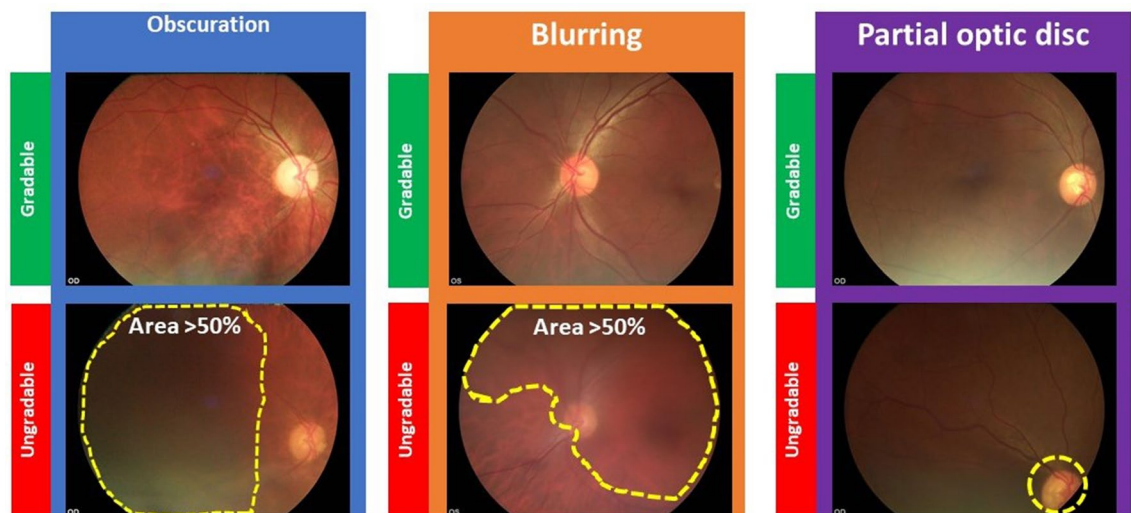 Obscuration
Blurring
Partial optic disc
Gradable
Gradable
Gradable
OD
OS
OD
Ungradable
Area >50%
Ungradable
Area >50%
Ungradable
OD
OS
OD